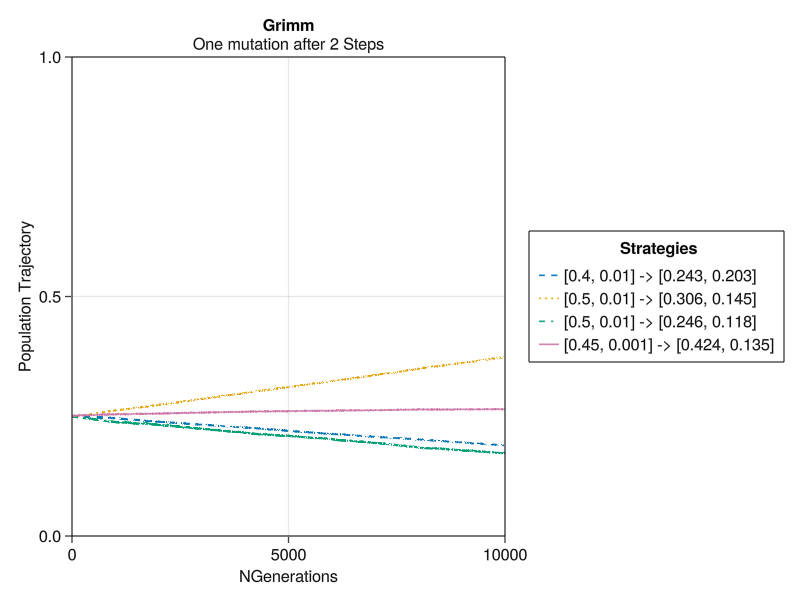 Grimm
One mutation after 2 Steps
1.0
0.5
0.0
0
5000
10000
NGenerations
Population Trajectory
Strategies
[0.4, 0.01] -> [0.243, 0.203]
[0.5, 0.01] -> [0.306, 0.145]
[0.5, 0.01] -> [0.246, 0.118]
[0.45, 0.001] -> [0.424, 0.135]